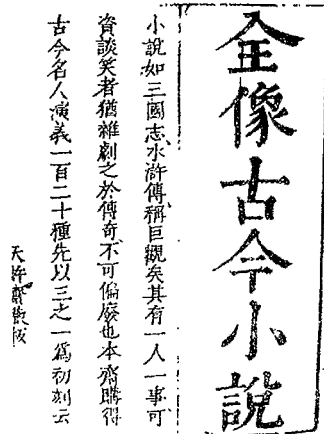 全像古今小說
小說如三國志水滸傳稱巨觀矣其有一人一事可
資談笑者猶雜劇之於傳奇不可偏廢也本齋購得
古今名人演義一百二十種先以三之一爲初刻云
天許齋藏板